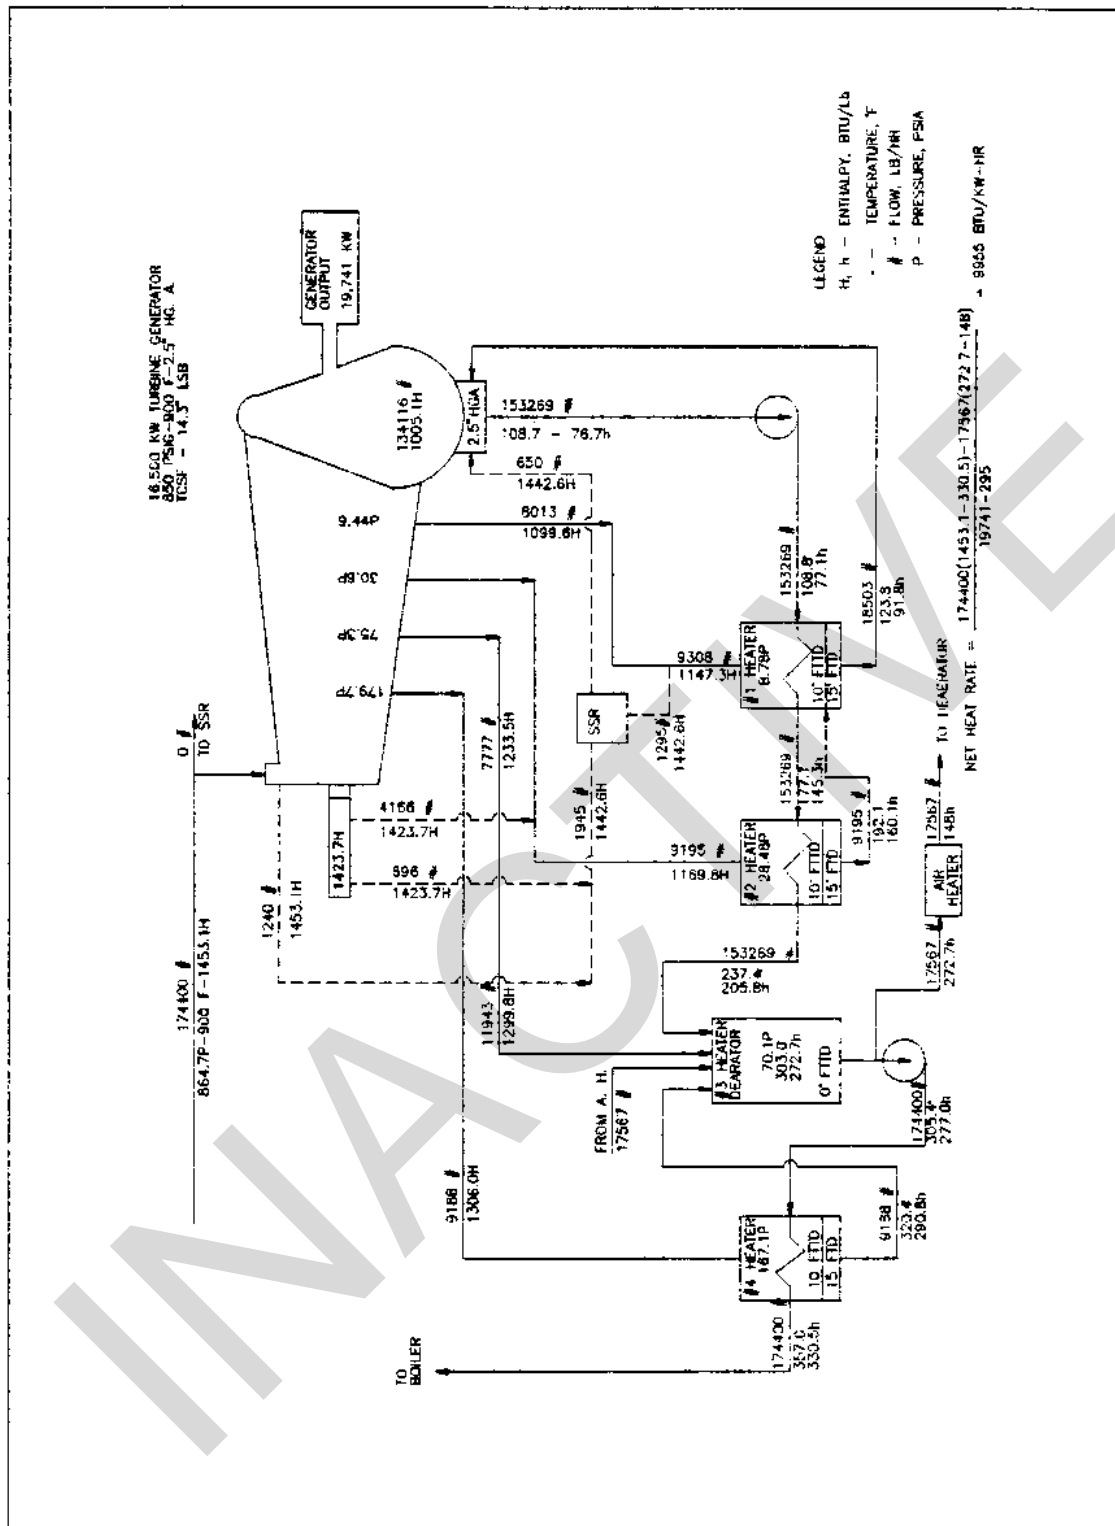 16,500 KW TURBINE GENERATOR
850 PSIG-900 F-2.5" HG. A.
TCSF - 14.3" LSB
GENERATOR
OUTPUT
19,741 KW
174400 #
864.7P-900 F-1453.1H
0 #
TO SSR
1240 #
1453.1H
1423.7H
4166 #
1423.7H
896 #
1423.7H
179.7P
75.3P
30.6P
9.44P
134116 #
1005.1H
2.5" HGA
153269 #
108.7 - 76.7h
650 #
1442.6H
8013 #
1099.6H
7777 #
1233.5H
1945 #
1442.6H
SSR
1295 #
1442.6H
9308 #
1147.3H
153269 #
108.8
77.1h
#1 HEATER
8.78P
10° FTTD
15° FTD
18503 #
123.8
91.8h
153269 #
177.1
145.3h
9195 #
1169.8H
#2 HEATER
28.48P
10° FTTD
15° FTD
9195 #
192.1
160.1h
153269 #
237.4
205.8h
11943 #
1299.8H
#3 HEATER
DEARATOR
70.1P
303.0
272.7h
0° FTTD
FROM A. H.
17567 #
17567 #
272.7h
AIR
HEATER
17567 #
148h
TO DEAERATOR
174400 #
305.4
277.0h
9188 #
1306.0H
#4 HEATER
167.1P
10° FTTD
15 FTD
9188 #
320.4
290.8h
174400
357.0
330.5h
TO
BOILER
LEGEND
H, h - ENTHALPY, BTU/Lb
- TEMPERATURE, °F
# - FLOW, LB/HR
P - PRESSURE, PSIA
NET HEAT RATE = 174400(1453.1-330.5)-17567(272.7-148)
19741-295
= 9955 BTU/KW-HR
INACTIVE